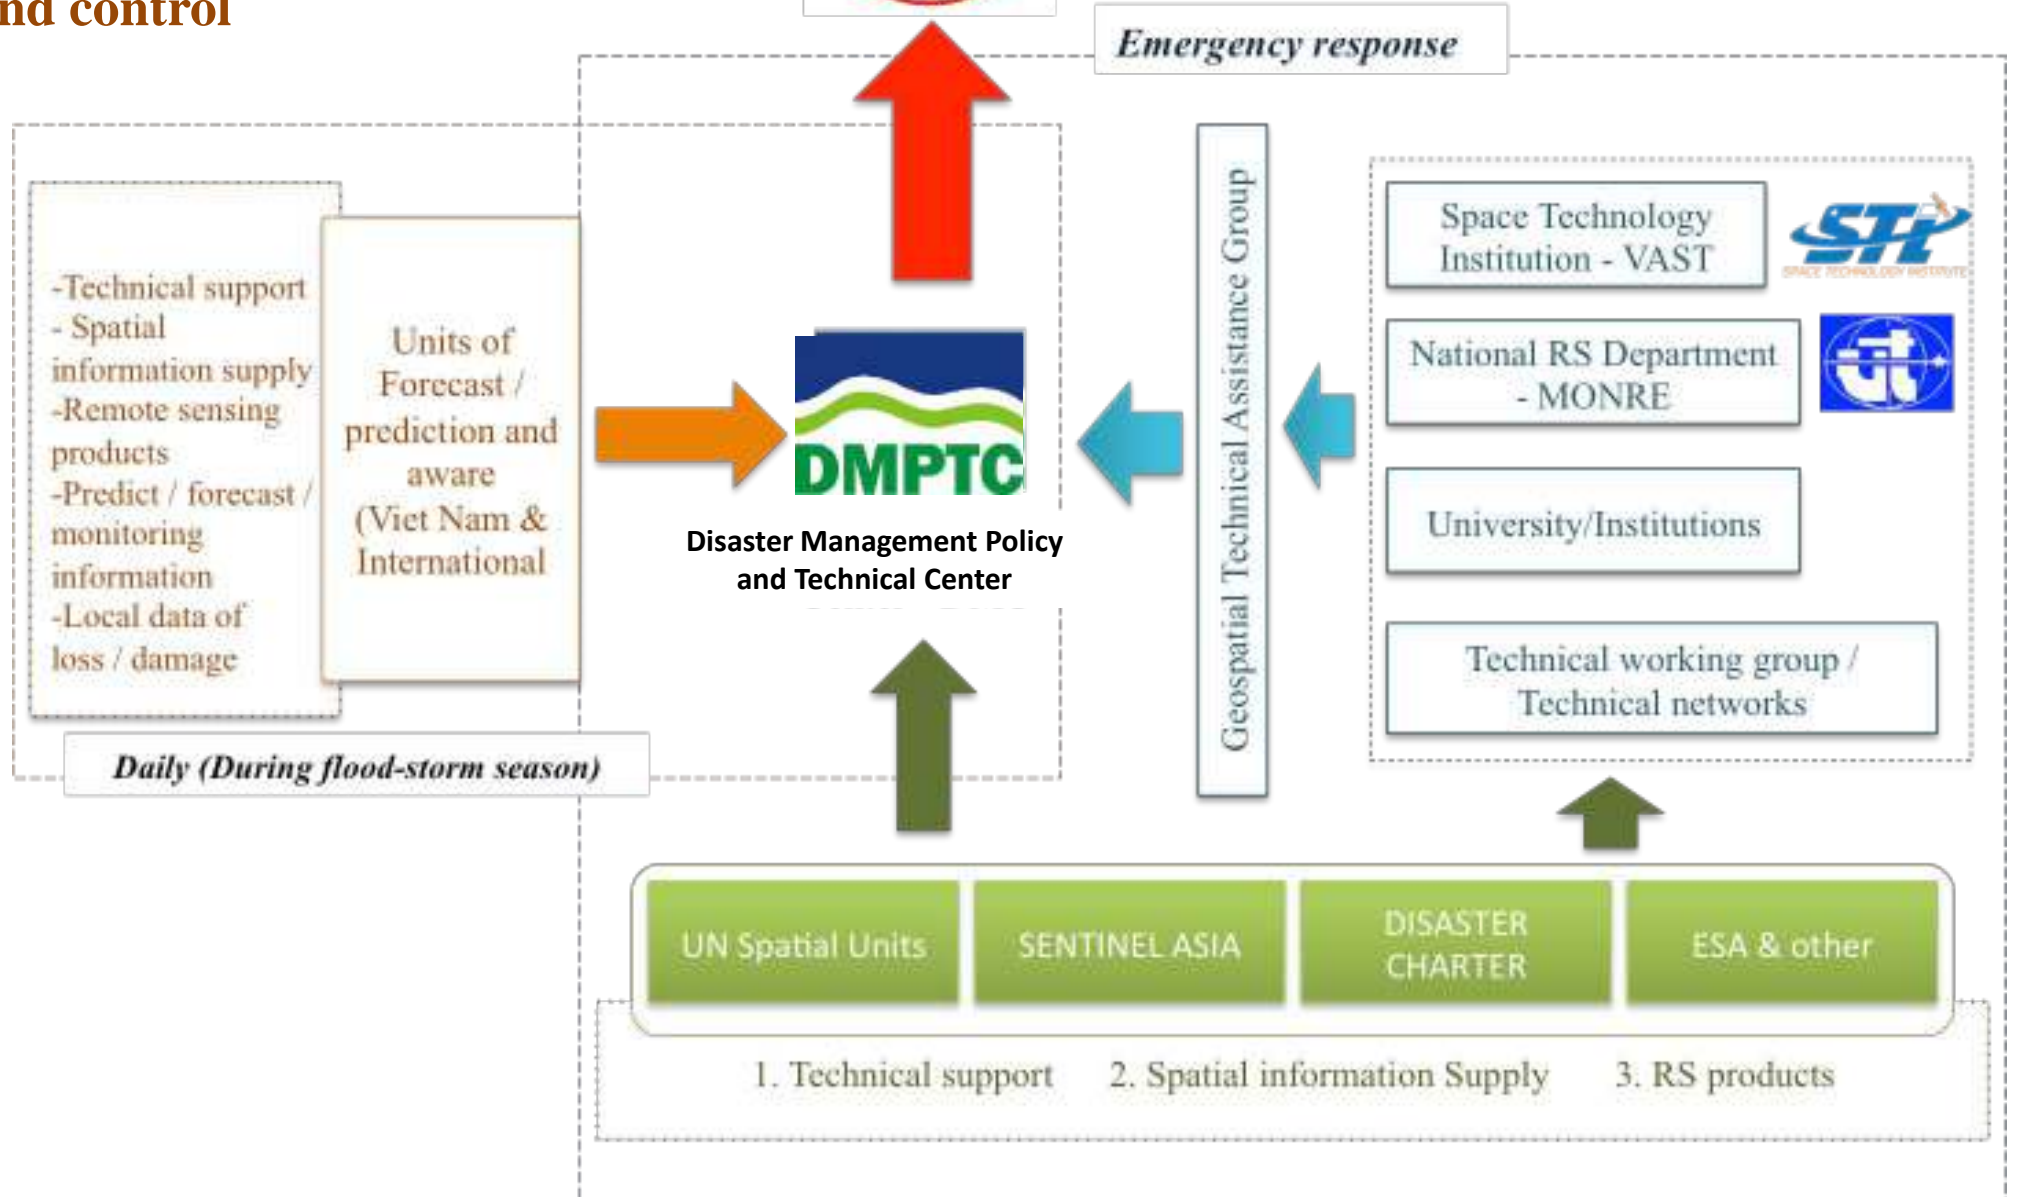 nd control
Emergency response
-Technical support
- Spatial
information supply
-Remote sensing
products
-Predict / forecast /
monitoring
information
-Local data of
loss / damage
Units of
Forecast /
prediction and
aware
(Viet Nam &
International
Daily (During flood-storm season)
DMPTC
Disaster Management Policy
and Technical Center
Geospatial Technical Assistance Group
Space Technology
Institution - VAST
STI
SPACE TECHNOLOGY INSTITUTE
National RS Department
- MONRE
University/Institutions
Technical working group /
Technical networks
UN Spatial Units
SENTINEL ASIA
DISASTER
CHARTER
ESA & other
1. Technical support 2. Spatial information Supply 3. RS products